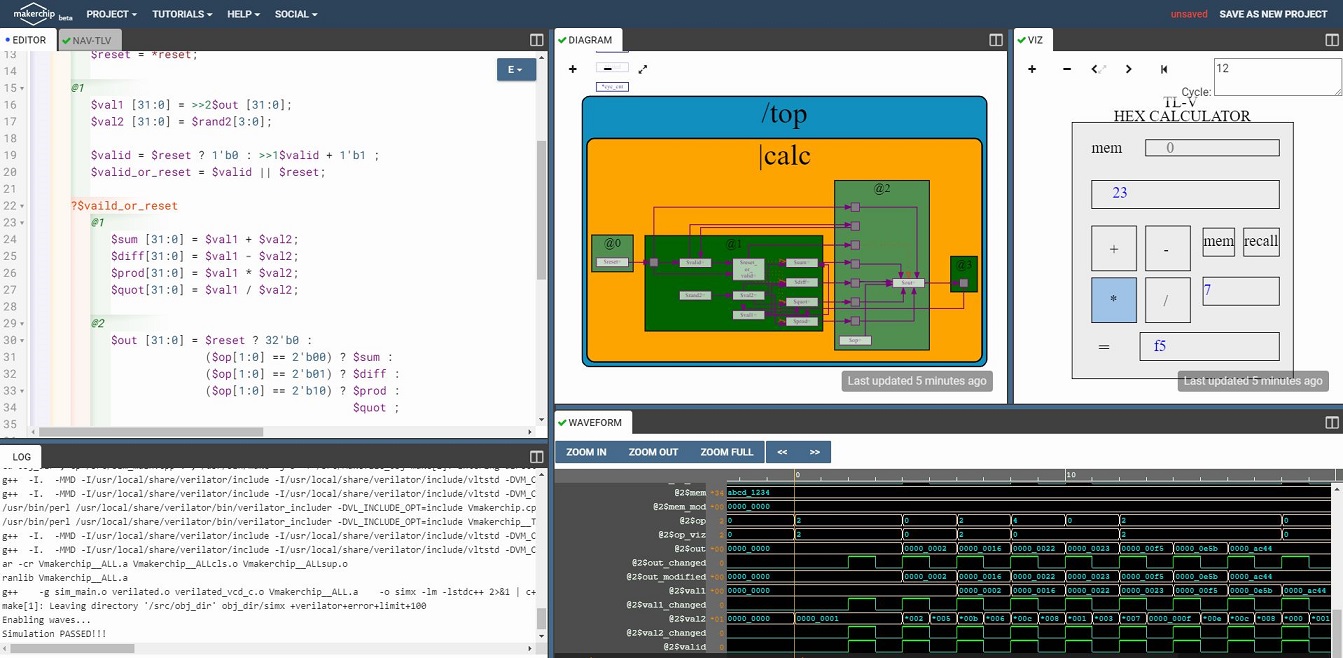 makerchip beta PROJECT TUTORIALS HELP SOCIAL unsaved SAVE AS NEW PROJECT
EDITOR NAV-TLV
E
13 $reset = *reset;
14
15 @1
16 $val1 [31:0] = >>2$out [31:0];
17 $val2 [31:0] = $rand2[3:0];
18
19 $valid = $reset ? 1'b0 : >>1$valid + 1'b1 ;
20 $valid_or_reset = $valid || $reset;
21
22 ?$vaild_or_reset
23 @1
24 $sum [31:0] = $val1 + $val2;
25 $diff[31:0] = $val1 - $val2;
26 $prod[31:0] = $val1 * $val2;
27 $quot[31:0] = $val1 / $val2;
28
29 @2
30 $out [31:0] = $reset ? 32'b0 :
31 ($op[1:0] == 2'b00) ? $sum :
32 ($op[1:0] == 2'b01) ? $diff :
33 ($op[1:0] == 2'b10) ? $prod :
34 $quot ;
35
LOG
g++ -I. -MMD -I/usr/local/share/verilator/include -I/usr/local/share/verilator/include/vltstd -DVM_C
g++ -I. -MMD -I/usr/local/share/verilator/include -I/usr/local/share/verilator/include/vltstd -DVM_C
/usr/bin/perl /usr/local/share/verilator/bin/verilator_includer -DVL_INCLUDE_OPT=include Vmakerchip.cp
/usr/bin/perl /usr/local/share/verilator/bin/verilator_includer -DVL_INCLUDE_OPT=include Vmakerchip__T
g++ -I. -MMD -I/usr/local/share/verilator/include -I/usr/local/share/verilator/include/vltstd -DVM_C
g++ -I. -MMD -I/usr/local/share/verilator/include -I/usr/local/share/verilator/include/vltstd -DVM_C
ar -cr Vmakerchip__ALL.a Vmakerchip__ALLcls.o Vmakerchip__ALLsup.o
ranlib Vmakerchip__ALL.a
g++ -g sim_main.o verilated.o verilated_vcd_c.o Vmakerchip__ALL.a -o simx -lm -lstdc++ 2>&1 | c+
make[1]: Leaving directory '/src/obj_dir' obj_dir/simx +verilator+error+limit+100
Enabling waves...
Simulation PASSED!!!
DIAGRAM
/top
|calc
@0
@1
@2
@3
Last updated 5 minutes ago
VIZ
Cycle: 12
TL-V
HEX CALCULATOR
mem 0
23
+ - mem recall
* / 7
= f5
Last updated 5 minutes ago
WAVEFORM
ZOOM IN ZOOM OUT ZOOM FULL << >>
0 10
@2$mem abcd_1234
@2$mem_mod 0000_0000
@2$op 2 0 2 0 2 4 0 2 0
@2$op_viz 2 0 2 0 2 0 2 0
@2$out 0000_0000 0000_0002 0000_0016 0000_0022 0000_0023 0000_00f5 0000_0e5b 0000_ac44
@2$out_changed 0
@2$out_modified 0000_0000 0000_0002 0000_0016 0000_0022 0000_0023 0000_00f5 0000_0e5b 0000_ac44
@2$val1 0000_0000 0000_0002 0000_0016 0000_0022 0000_0023 0000_00f5 0000_0e5b 0000_ac44
@2$val1_changed 0
@2$val2 0000_0000 0000_0001 *002 *005 *00b *006 *00c *008 *001 *003 *007 0000_000f *00e *00c *008 *000 *001
@2$val2_changed 0
@2$valid 0